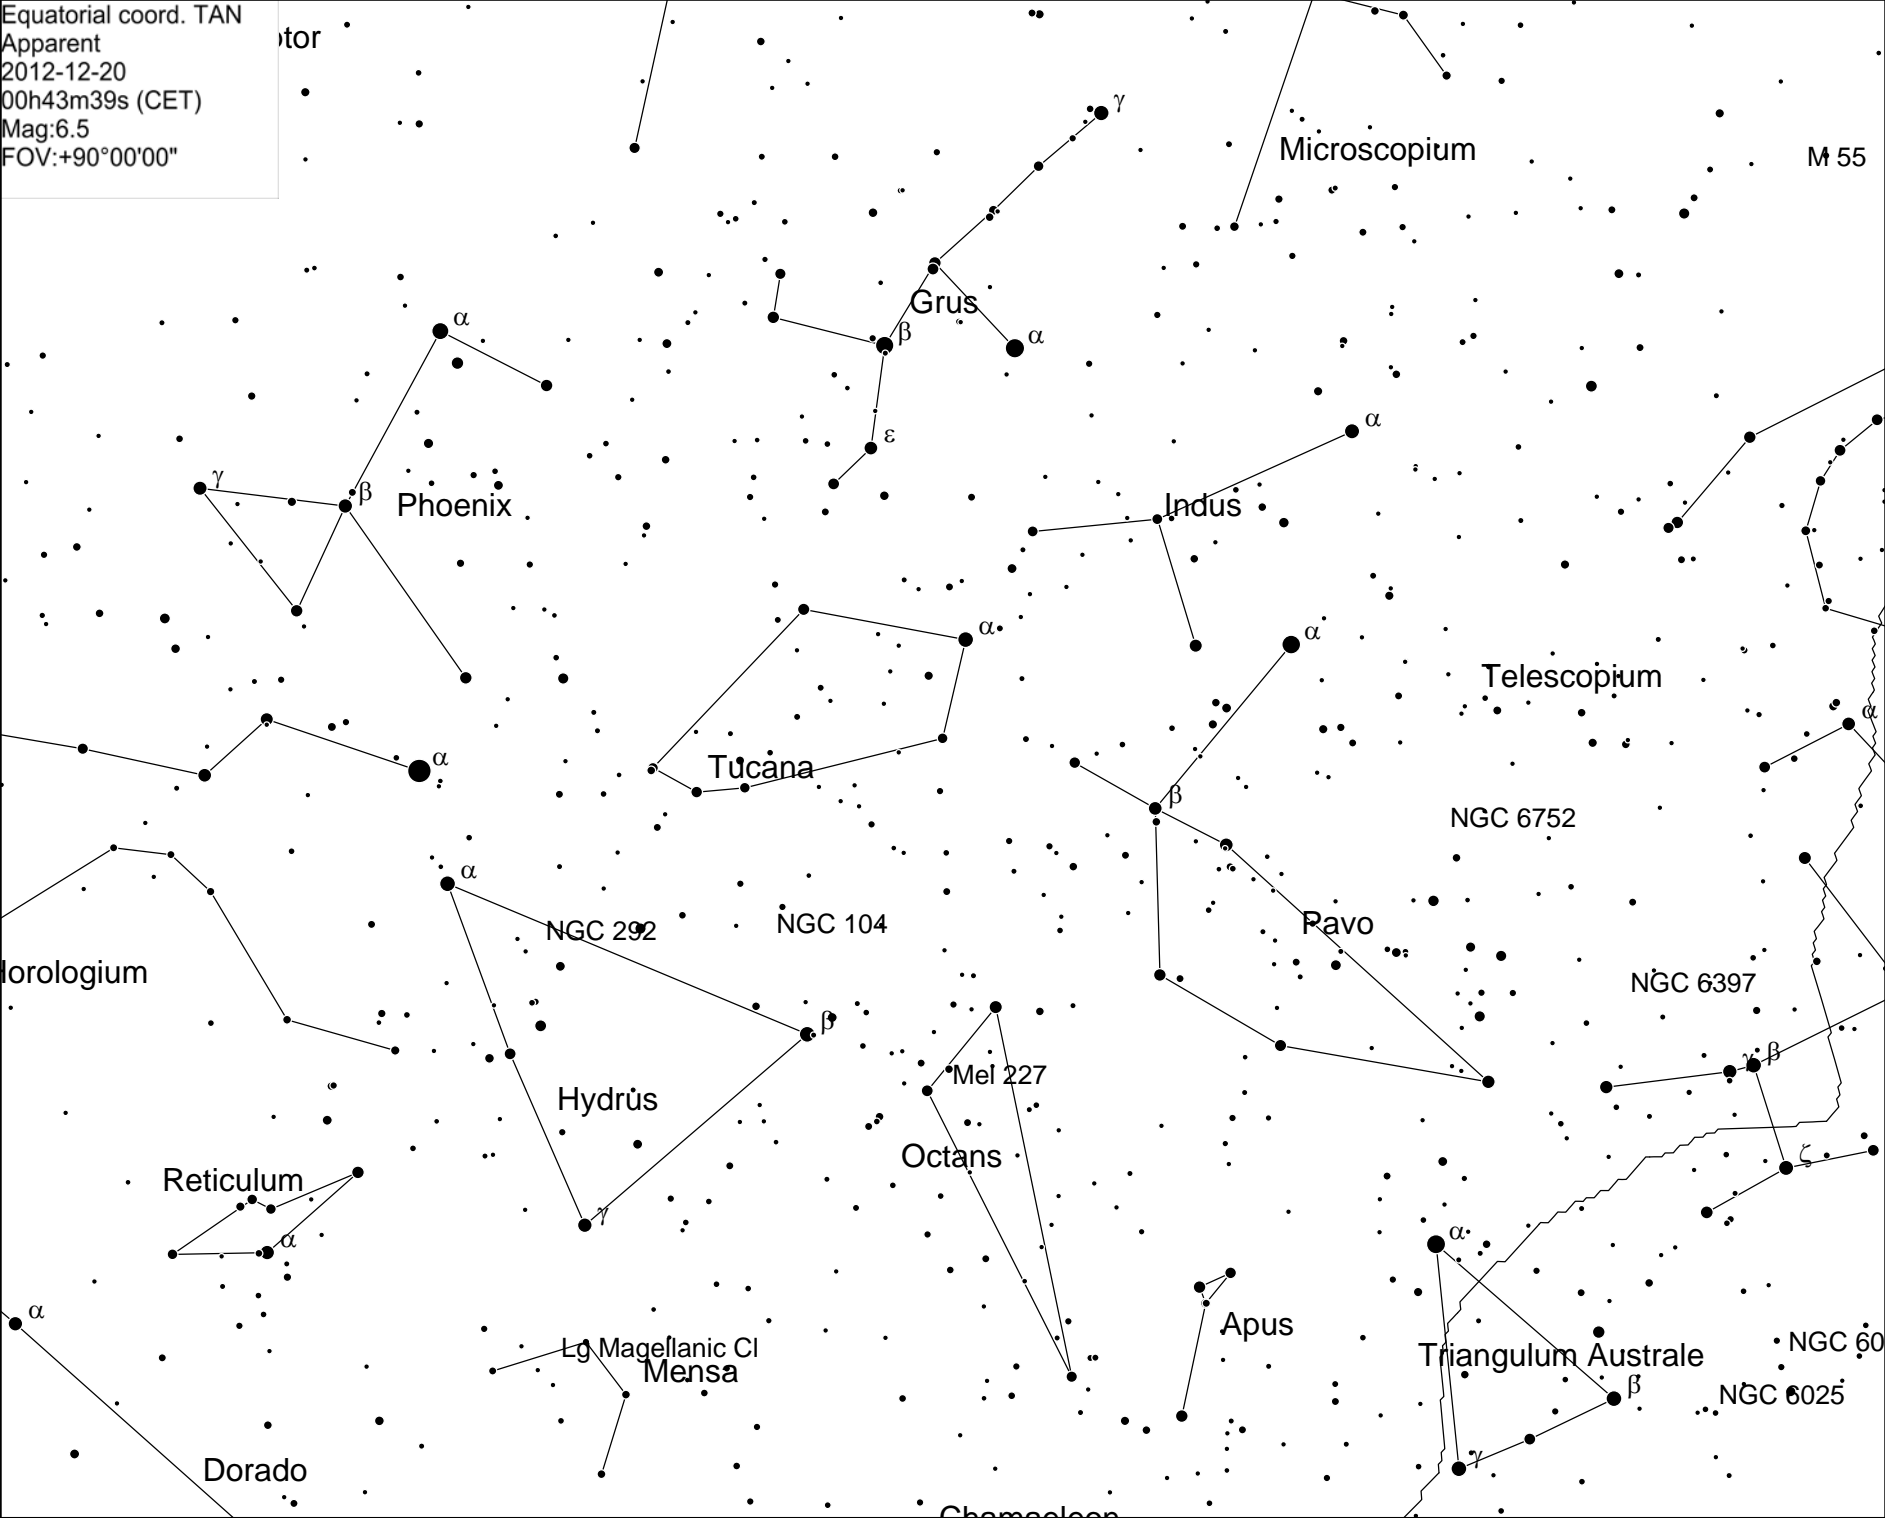 Equatorial coord. TAN
Apparent
2012-12-20
00h43m39s (CET)
Mag:6.5
FOV:+90°00'00"
γ
Microscopium
M 55
Grus
α
β
α
α
ε
γ
β
Phoenix
Indus
α
α
Telescopium
α
α
Tucana
β
NGC 6752
α
NGC 292
NGC 104
Pavo
NGC 6397
β
β
γ
Mel 227
Hydrus
Octans
ζ
Reticulum
γ
α
α
α
Apus
Lg Magellanic Cl
Mensa
Triangulum Australe
NGC 60
β
NGC 6025
γ
Dorado